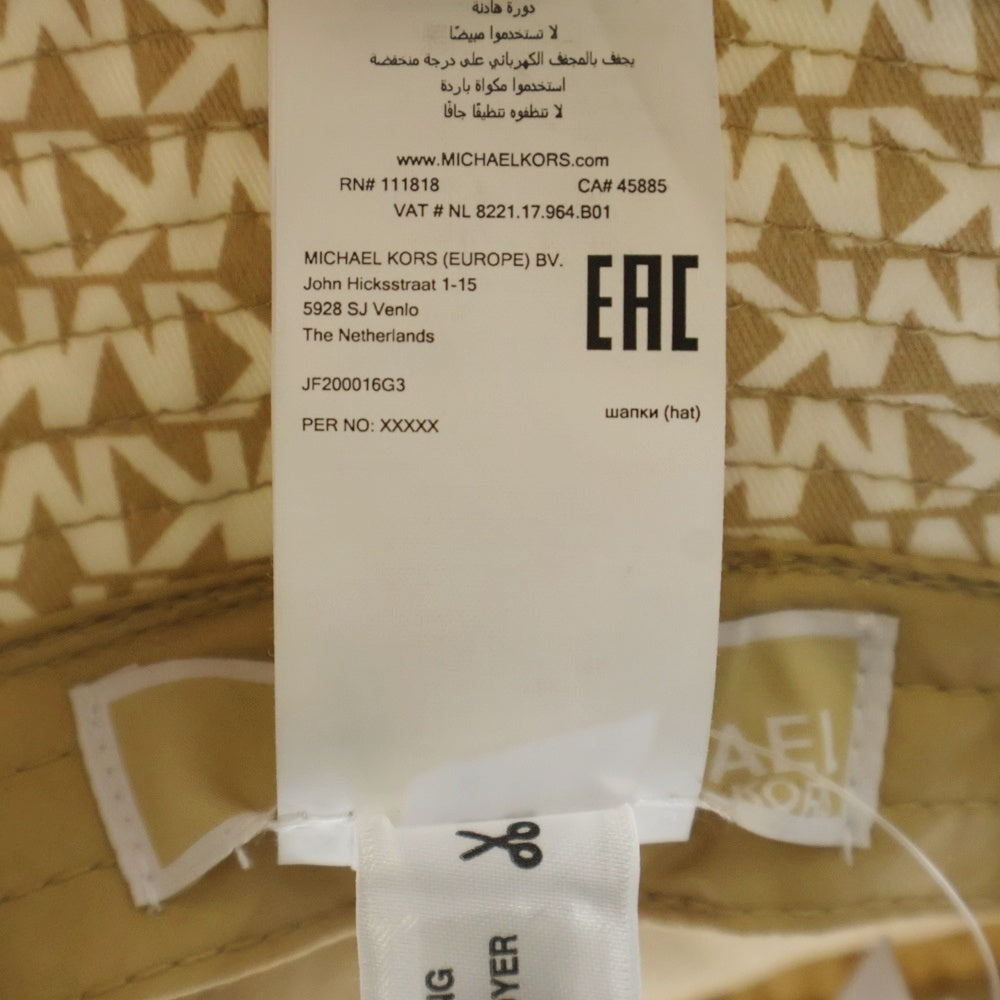 دورة هادئة
لا تستخدموا مبيضًا
يجفف بالمجفف الكهربائي على درجة منخفضة
استخدموا مكواة باردة
لا تنظفوه تنظيفًا جافًا
www.MICHAELKORS.com
RN# 111818 CA# 45885
VAT # NL 8221.17.964.B01
MICHAEL KORS (EUROPE) BV.
John Hicksstraat 1-15
5928 SJ Venlo
The Netherlands
EAC
JF200016G3
PER NO: XXXXX
шапки (hat)